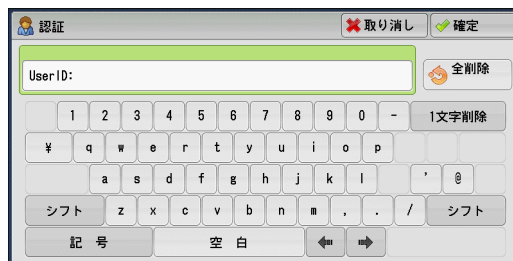 認証 取り消し 確定
UserID: 全削除
1 2 3 4 5 6 7 8 9 0 - 1文字削除
¥ q w e r t y u i o p
a s d f g h j k l ' @
シフト z x c v b n m , . / シフト
記 号 空 白